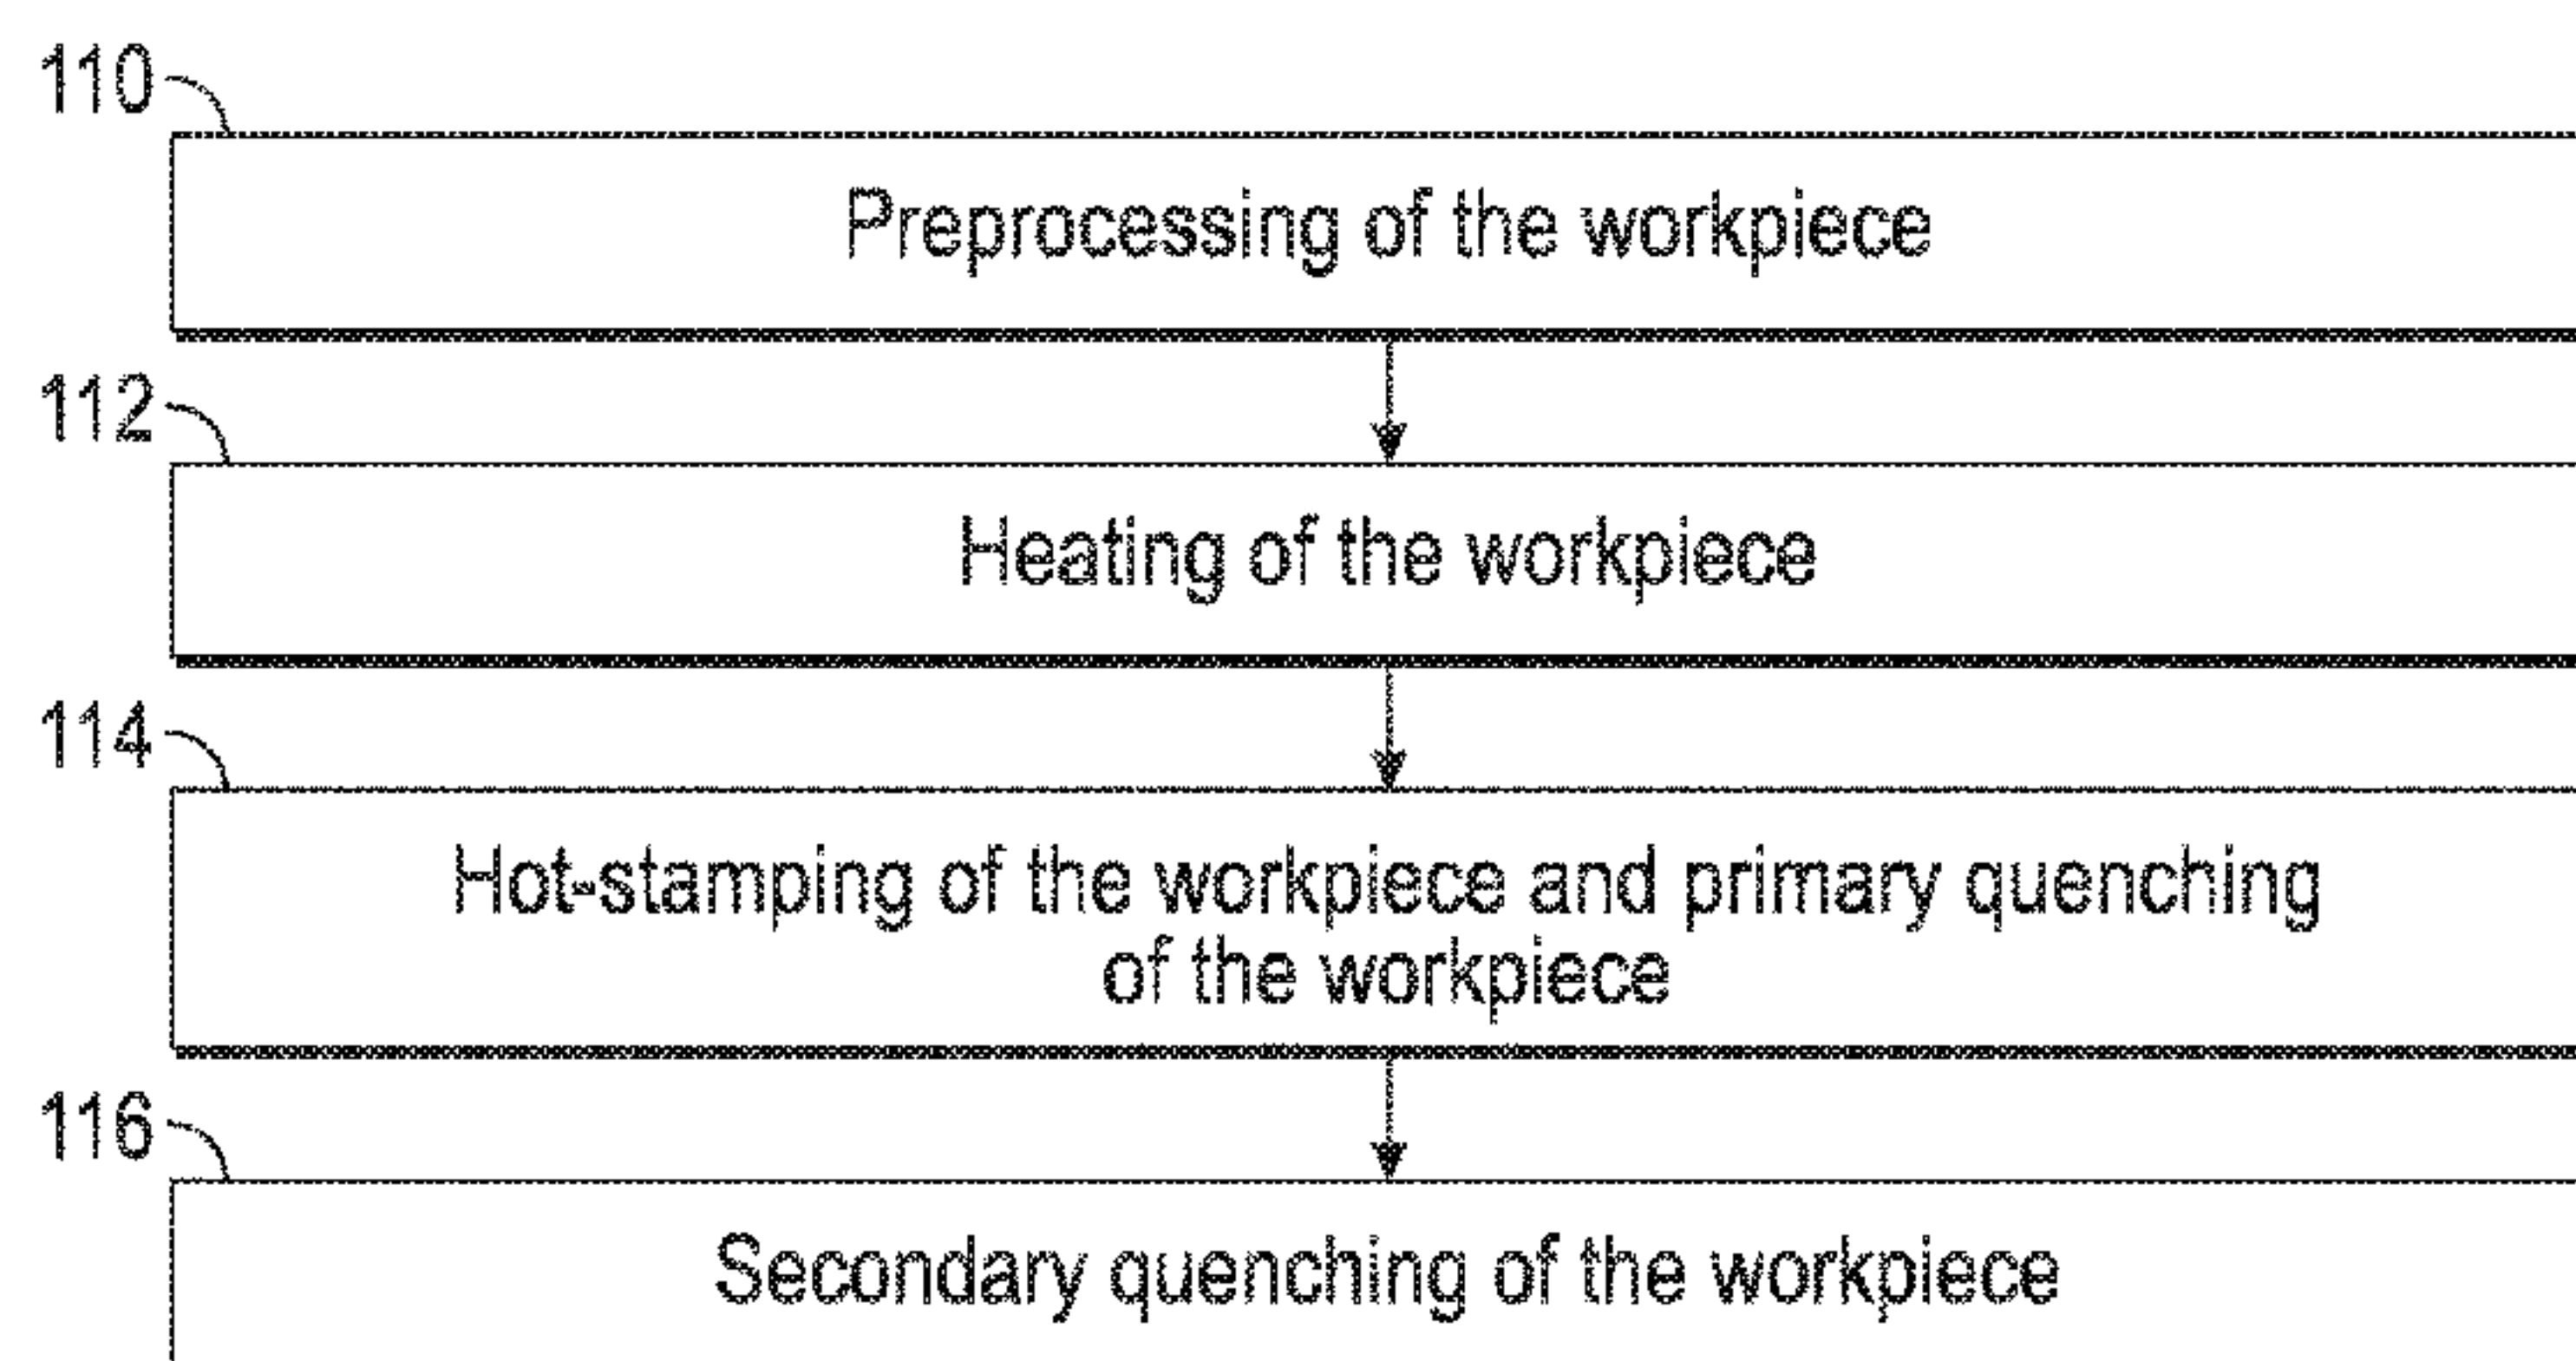 110
Preprocessing of the workpiece
112
Heating of the workpiece
114
Hot-stamping of the workpiece and primary quenching
of the workpiece
116
Secondary quenching of the workpiece